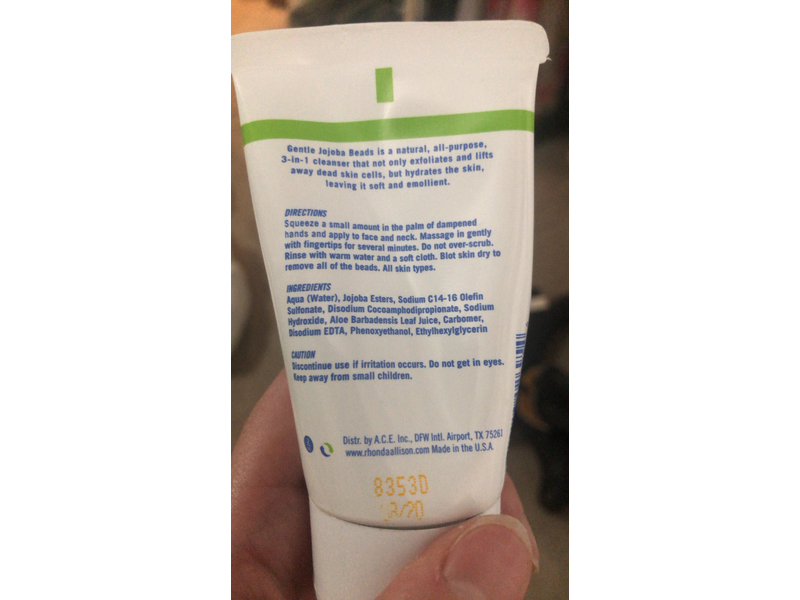 Gentle Jojoba Beads is a natural, all-purpose,
3-in-1 cleanser that not only exfoliates and lifts
away dead skin cells, but hydrates the skin,
leaving it soft and emollient.
DIRECTIONS
Squeeze a small amount in the palm of dampened
hands and apply to face and neck. Massage in gently
with fingertips for several minutes. Do not over-scrub.
Rinse with warm water and a soft cloth. Blot skin dry to
remove all of the beads. All skin types.
INGREDIENTS
Aqua (Water), Jojoba Esters, Sodium C14-16 Olefin
Sulfonate, Disodium Cocoamphodipropionate, Sodium
Hydroxide, Aloe Barbadensis Leaf Juice, Carbomer,
Disodium EDTA, Phenoxyethanol, Ethylhexylglycerin
CAUTION
Discontinue use if irritation occurs. Do not get in eyes.
Keep away from small children.
Distr. by A.C.E. Inc., DFW Intl. Airport, TX 75261
www.rhondaallison.com Made in the U.S.A.
83530